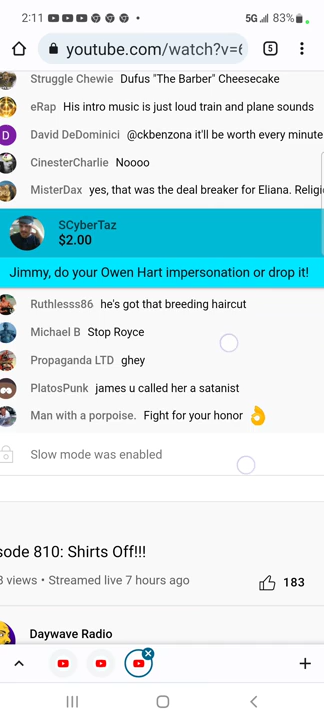 2:11 5G 83%
youtube.com/watch?v=6 5
Struggle Chewie Dufus "The Barber" Cheesecake
eRap His intro music is just loud train and plane sounds
D David DeDominici @ckbenzona it'll be worth every minute
CinesterCharlie Noooo
MisterDax yes, that was the deal breaker for Eliana. Religi
SCyberTaz
$2.00
Jimmy, do your Owen Hart impersonation or drop it!
Ruthlesss86 he's got that breeding haircut
Michael B Stop Royce
Propaganda LTD ghey
PlatosPunk james u called her a satanist
Man with a porpoise. Fight for your honor 👌
Slow mode was enabled
sode 810: Shirts Off!!!
views • Streamed live 7 hours ago 183
Daywave Radio